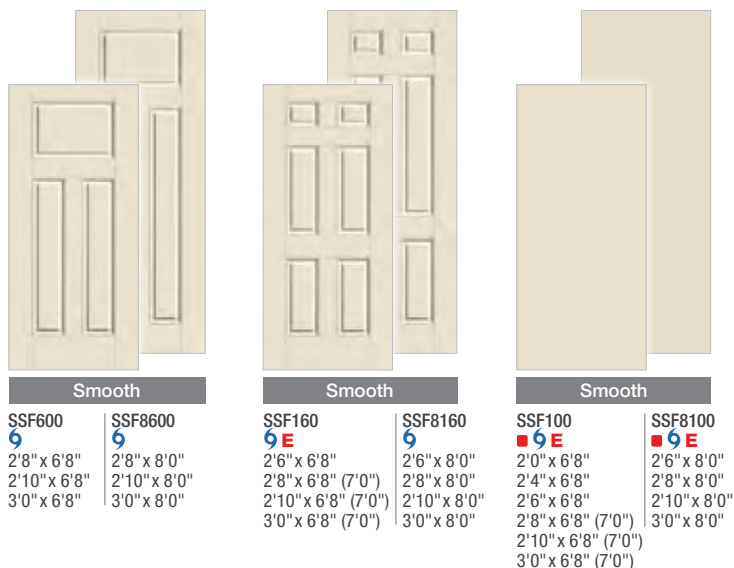 Smooth
SSF600
2'8" x 6'8"
2'10" x 6'8"
3'0" x 6'8"
SSF8600
2'8" x 8'0"
2'10" x 8'0"
3'0" x 8'0"
Smooth
SSF160
E
2'6" x 6'8"
2'8" x 6'8" (7'0")
2'10" x 6'8" (7'0")
3'0" x 6'8" (7'0")
SSF8160
2'6" x 8'0"
2'8" x 8'0"
2'10" x 8'0"
3'0" x 8'0"
Smooth
SSF100
E
2'0" x 6'8"
2'4" x 6'8"
2'6" x 6'8"
2'8" x 6'8" (7'0")
2'10" x 6'8" (7'0")
3'0" x 6'8" (7'0")
SSF8100
E
2'6" x 8'0"
2'8" x 8'0"
2'10" x 8'0"
3'0" x 8'0"